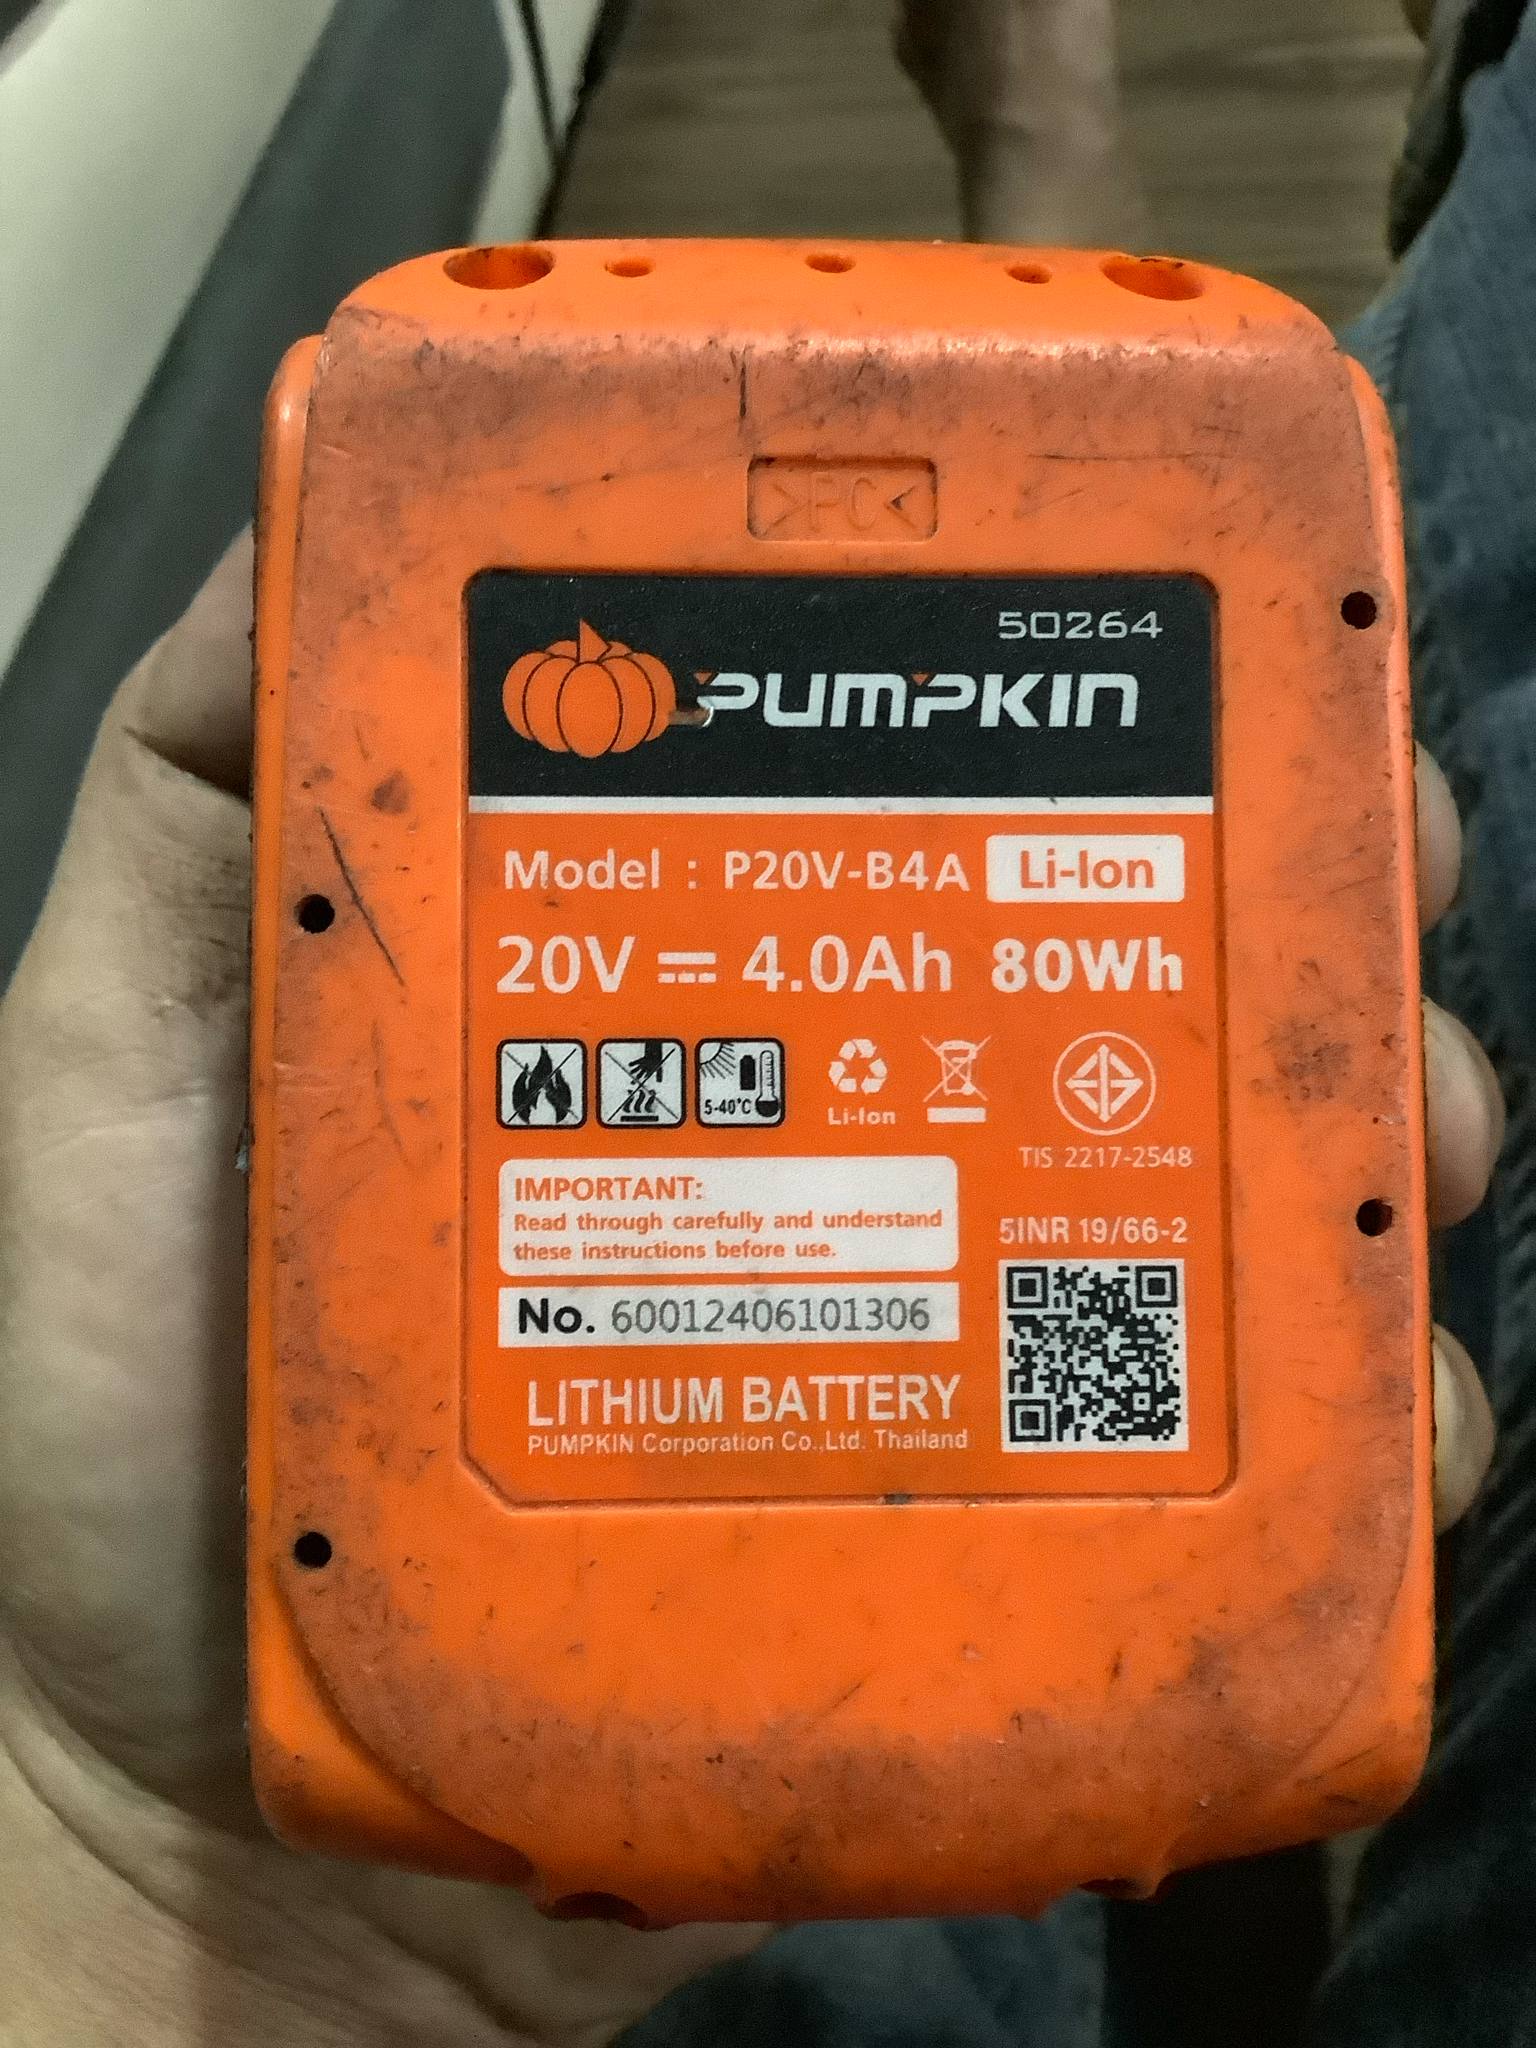 >PC<
50264
PUMPKIN
Model : P20V-B4A Li-Ion
20V ⎓ 4.0Ah 80Wh
5-40°C
Li-Ion
TIS 2217-2548
IMPORTANT:
Read through carefully and understand
these instructions before use.
5INR 19/66-2
No. 60012406101306
LITHIUM BATTERY
PUMPKIN Corporation Co.,Ltd. Thailand